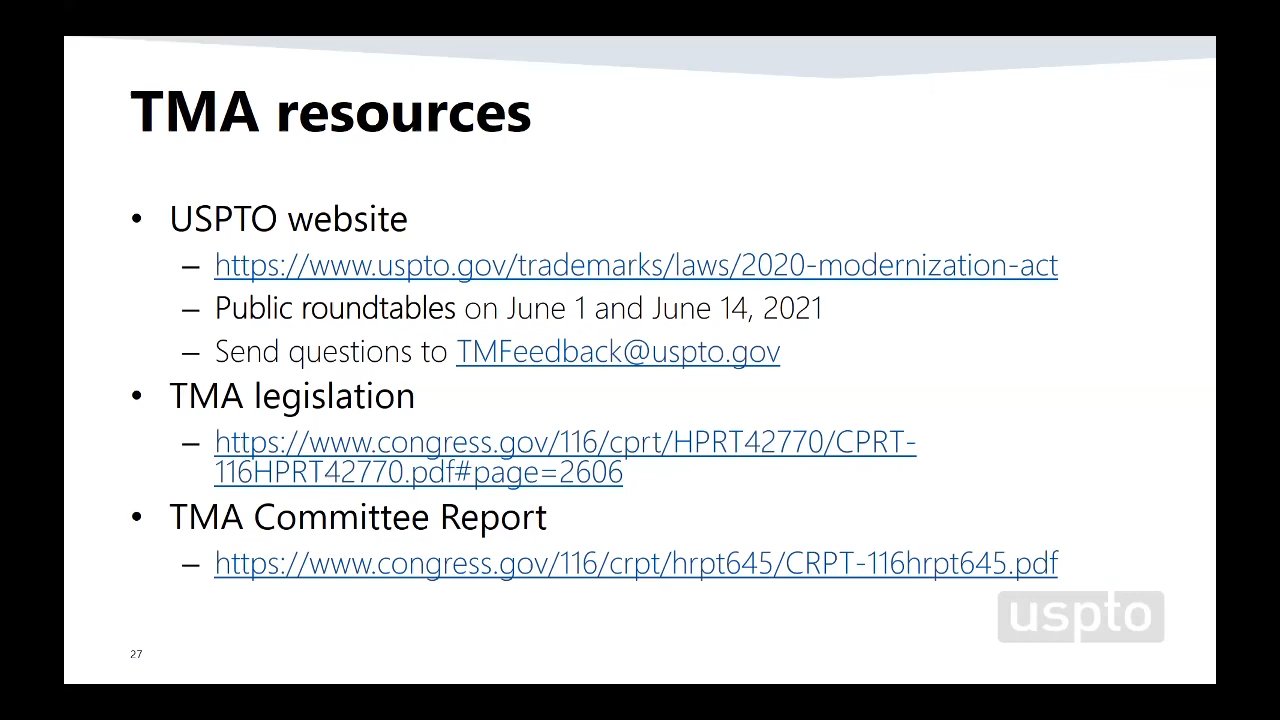 TMA resources
• USPTO website
– https://www.uspto.gov/trademarks/laws/2020-modernization-act
– Public roundtables on June 1 and June 14, 2021
– Send questions to TMFeedback@uspto.gov
• TMA legislation
– https://www.congress.gov/116/cprt/HPRT42770/CPRT-
116HPRT42770.pdf#page=2606
• TMA Committee Report
– https://www.congress.gov/116/crpt/hrpt645/CRPT-116hrpt645.pdf
uspto
27